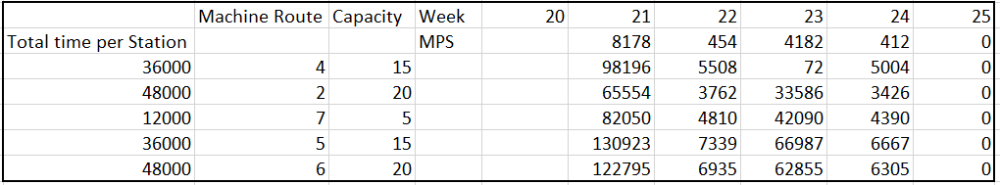 Machine Route Capacity Week 20 21 22 23 24 25
Total time per Station MPS 8178 454 4182 412 0
36000 4 15 98196 5508 72 5004 0
48000 2 20 65554 3762 33586 3426 0
12000 7 5 82050 4810 42090 4390 0
36000 5 15 130923 7339 66987 6667 0
48000 6 20 122795 6935 62855 6305 0